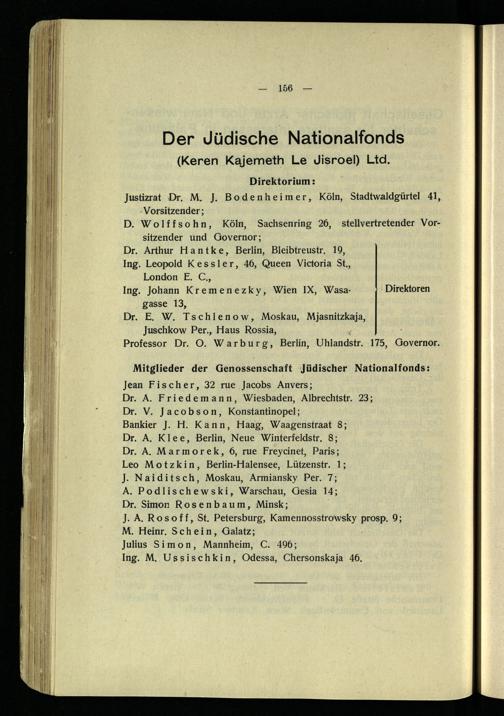 — 156 —
Der Jüdische Nationalfonds
(Keren Kajemeth Le Jisroel) Ltd.
Direktorium:
Justizrat Dr. M. J. Bodenheimer, Köln, Stadtwaldgürtel 41,
Vorsitzender;
D. Wolffsohn, Köln, Sachsenring 26, stellvertretender Vor-
sitzender und Governor;
Dr. Arthur Hantke, Berlin, Bleibtreustr. 19,
Ing. Leopold Kessler, 46, Queen Victoria St.,
London E. C.,
Ing. Johann Kremenezky, Wien IX, Wasa-
gasse 13,
Dr. E. W. Tschlenow, Moskau, Mjasnitzkaja,
Juschkow Per., Haus Rossia,
Direktoren
Professor Dr. O. Warburg, Berlin, Uhlandstr. 175, Governor.
Mitglieder der Genossenschaft Jüdischer Nationalfonds:
Jean Fischer, 32 rue Jacobs Anvers;
Dr. A. Friedemann, Wiesbaden, Albrechtstr. 23;
Dr. V. Jacobson, Konstantinopel;
Bankier J. H. Kann, Haag, Waagenstraat 8;
Dr. A. Klee, Berlin, Neue Winterfeldstr. 8;
Dr. A. Marmorek, 6, rue Freycinet, Paris;
Leo Motzkin, Berlin-Halensee, Lützenstr. 1;
J. Naiditsch, Moskau, Armiansky Per. 7;
A. Podlischewski, Warschau, Gesia 14;
Dr. Simon Rosenbaum, Minsk;
J. A. Rosoff, St. Petersburg, Kamennosstrowsky prosp. 9;
M. Heinr. Schein, Galatz;
Julius Simon, Mannheim, C. 496;
Ing. M. Ussischkin, Odessa, Chersonskaja 46.